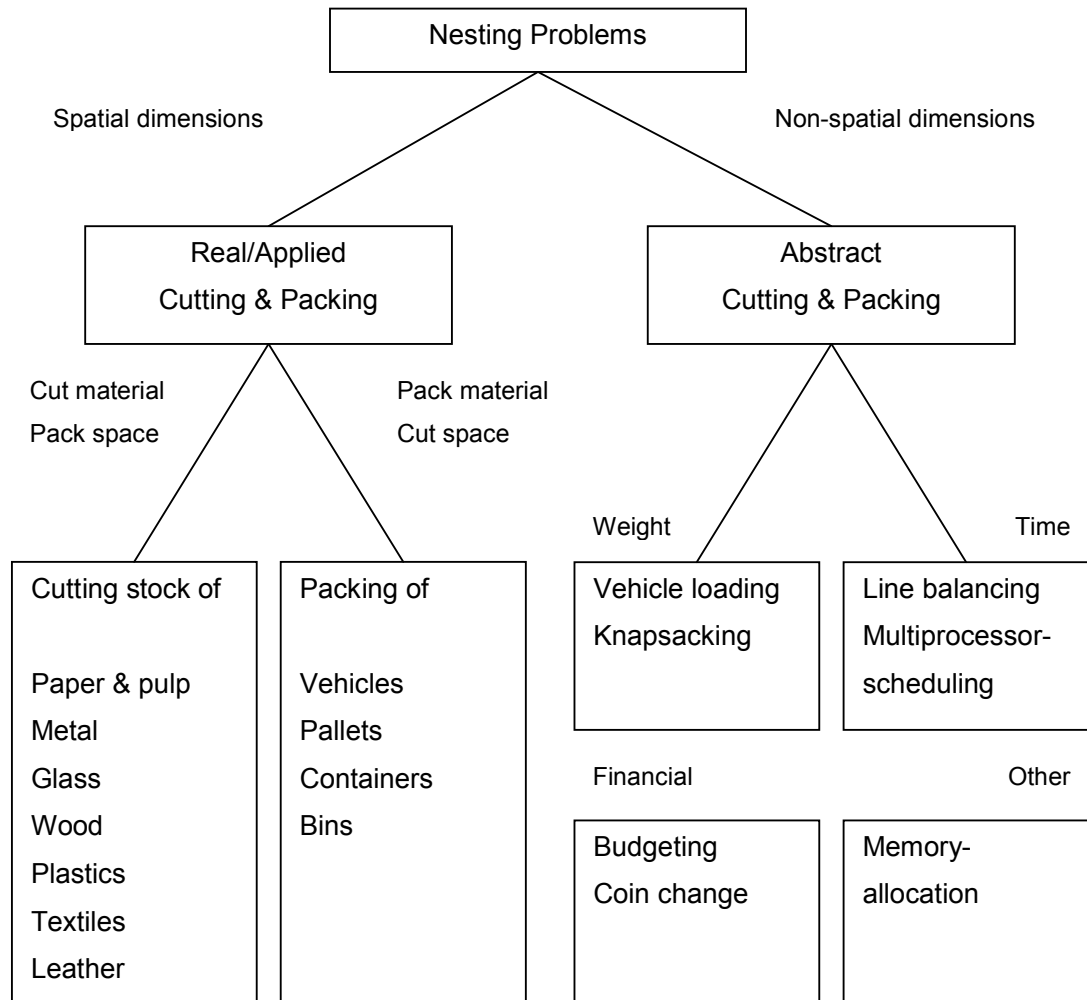 Nesting Problems
Spatial dimensions
Non-spatial dimensions
Real/Applied
Cutting & Packing
Abstract
Cutting & Packing
Cut material
Pack space
Pack material
Cut space
Weight
Time
Cutting stock of
Paper & pulp
Metal
Glass
Wood
Plastics
Textiles
Leather
Packing of
Vehicles
Pallets
Containers
Bins
Vehicle loading
Knapsacking
Line balancing
Multiprocessor-
scheduling
Financial
Other
Budgeting
Coin change
Memory-
allocation